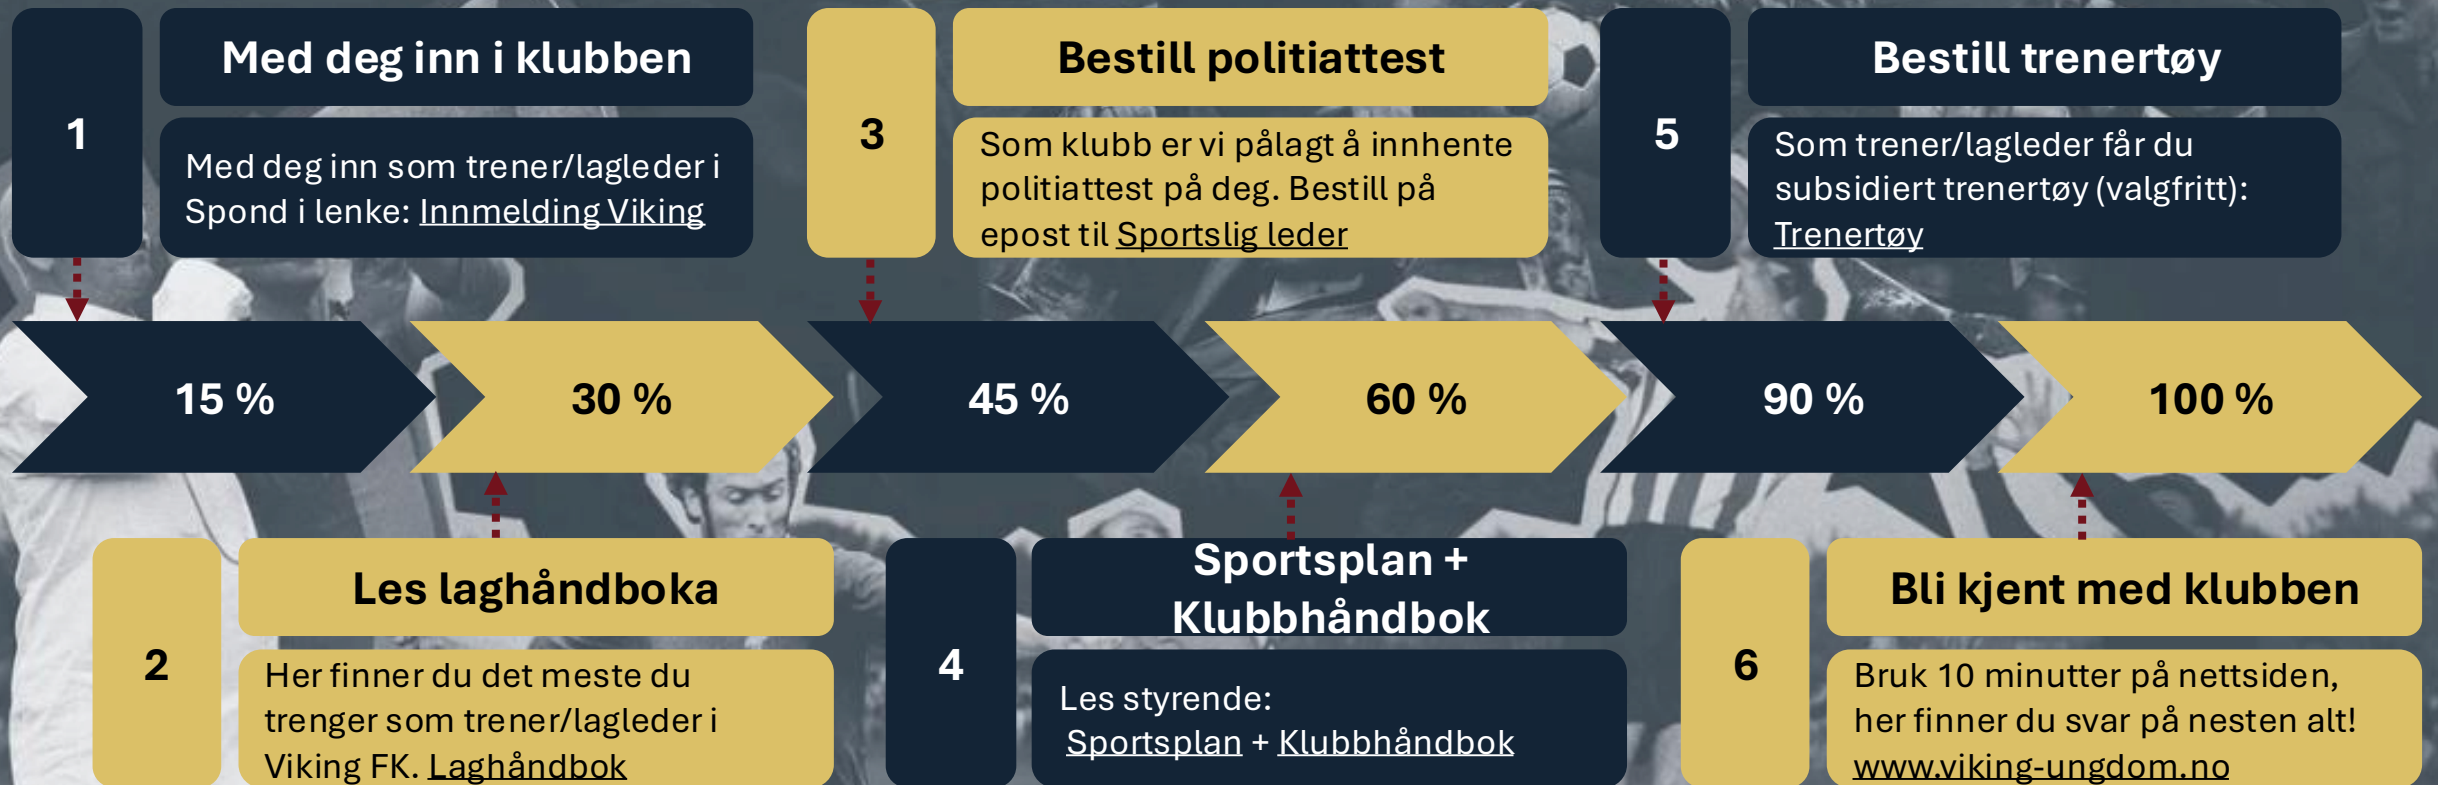 1
Med deg inn i klubben
Med deg inn som trener/lagleder i
Spond i lenke: Innmelding Viking
3
Bestill politiattest
Som klubb er vi pålagt å innhente
politiattest på deg. Bestill på
epost til Sportslig leder
5
Bestill trenertøy
Som trener/lagleder får du
subsidiert trenertøy (valgfritt):
Trenertøy
15 %
30 %
45 %
60 %
90 %
100 %
2
Les laghåndboka
Her finner du det meste du
trenger som trener/lagleder i
Viking FK. Laghåndbok
4
Sportsplan +
Klubbhåndbok
Les styrende:
Sportsplan + Klubbhåndbok
6
Bli kjent med klubben
Bruk 10 minutter på nettsiden,
her finner du svar på nesten alt!
www.viking-ungdom.no